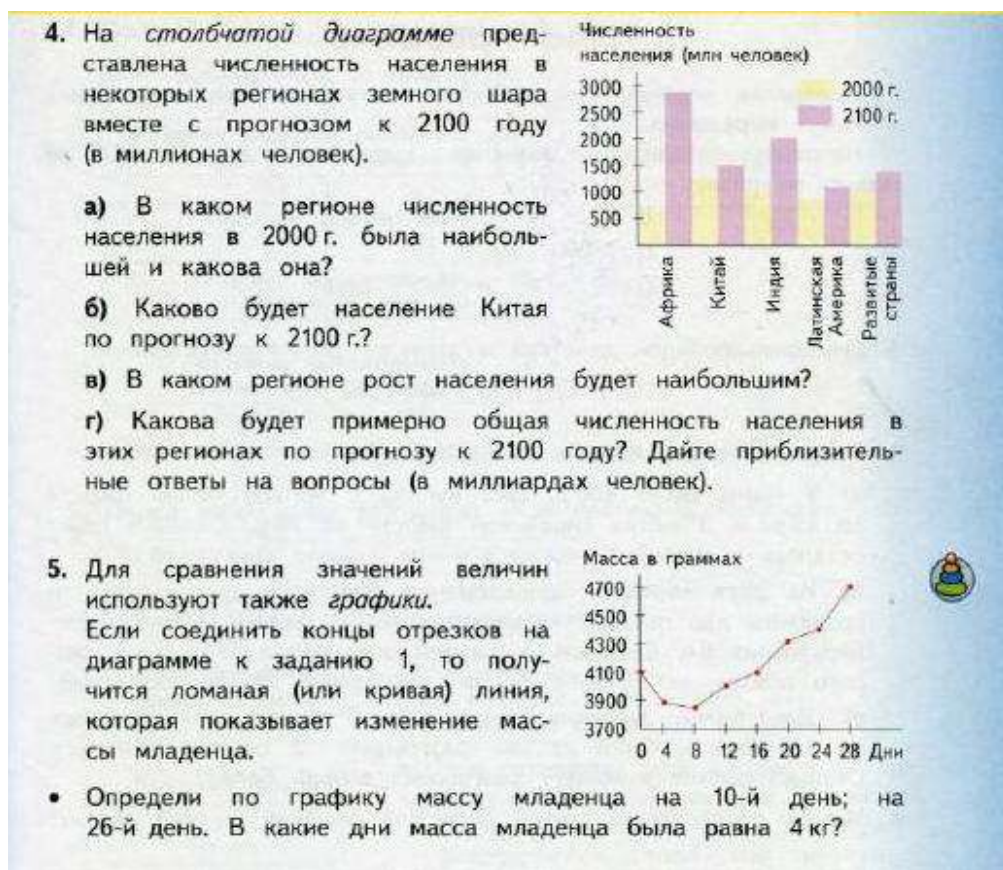 4. На столбчатой диаграмме пред-
ставлена численность населения в
некоторых регионах земного шара
вместе с прогнозом к 2100 году
(в миллионах человек).
а) В каком регионе численность
населения в 2000 г. была наиболь-
шей и какова она?
б) Каково будет население Китая
по прогнозу к 2100 г.?
Численность
населения (млн человек)
3000
2500
2000
1500
1000
500
2000 г.
2100 г.
Африка
Китай
Индия
Латинская
Америка
Развитые
страны
в) В каком регионе рост населения будет наибольшим?
г) Какова будет примерно общая численность населения в
этих регионах по прогнозу к 2100 году? Дайте приблизитель-
ные ответы на вопросы (в миллиардах человек).
5. Для сравнения значений величин
используют также графики.
Если соединить концы отрезков на
диаграмме к заданию 1, то полу-
чится ломаная (или кривая) линия,
которая показывает изменение мас-
сы младенца.
Масса в граммах
4700
4500
4300
4100
3900
3700
0 4 8 12 16 20 24 28 Дни
• Определи по графику массу младенца на 10-й день; на
26-й день. В какие дни масса младенца была равна 4 кг?